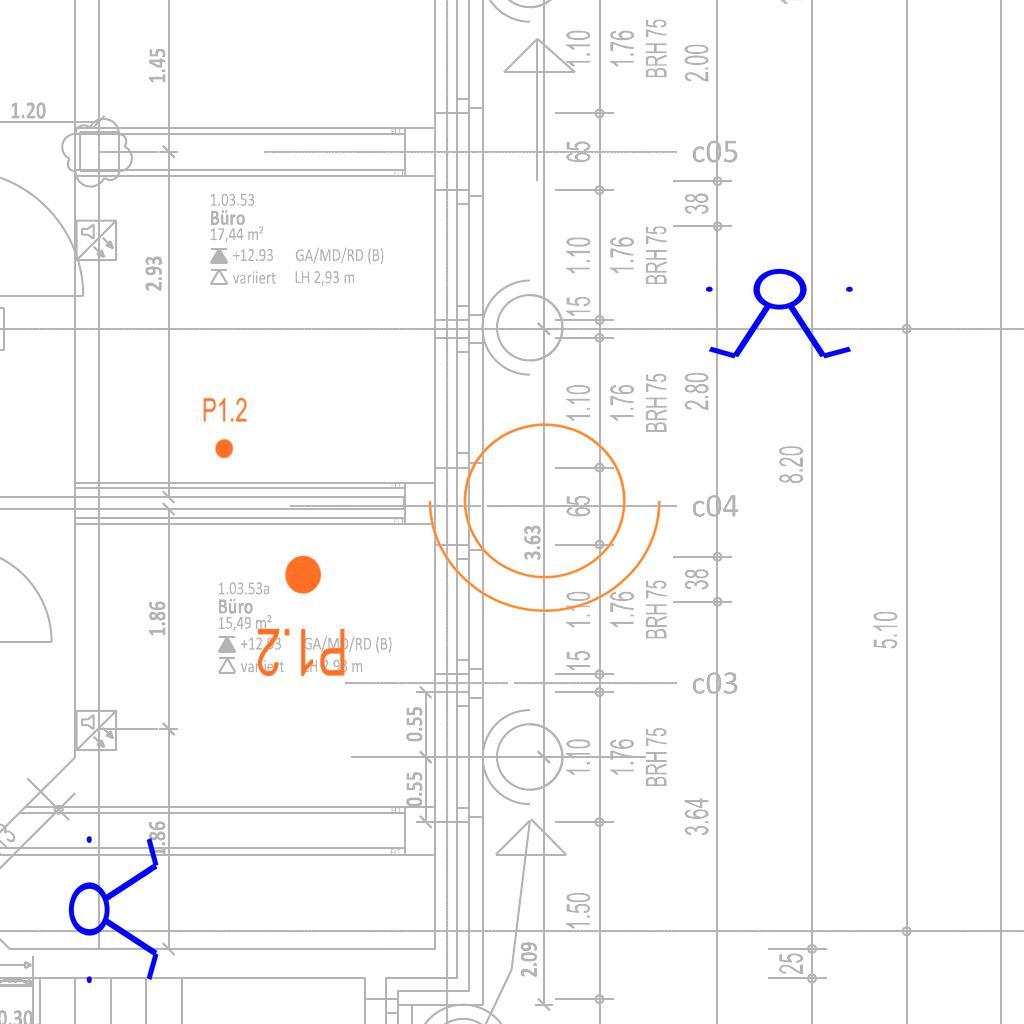 1.20
1.45
1.10
1.76
BRH 75
2.00
65
c05
38
1.03.53
Büro
17,44 m²
+12.93 GA/MD/RD (B)
variiert LH 2,93 m
2.93
1.10
1.76
BRH 75
15
P1.2
1.10
1.76
BRH 75
2.80
8.20
65
c04
3.63
38
1.03.53a
Büro
15,49 m²
+12.93 GA/MD/RD (B)
variiert LH 2,93 m
P1.2
1.86
1.10
1.76
BRH 75
5.10
15
c03
0.55
0.55
1.10
1.76
BRH 75
3.64
1.86
1.50
2.09
25
0.30